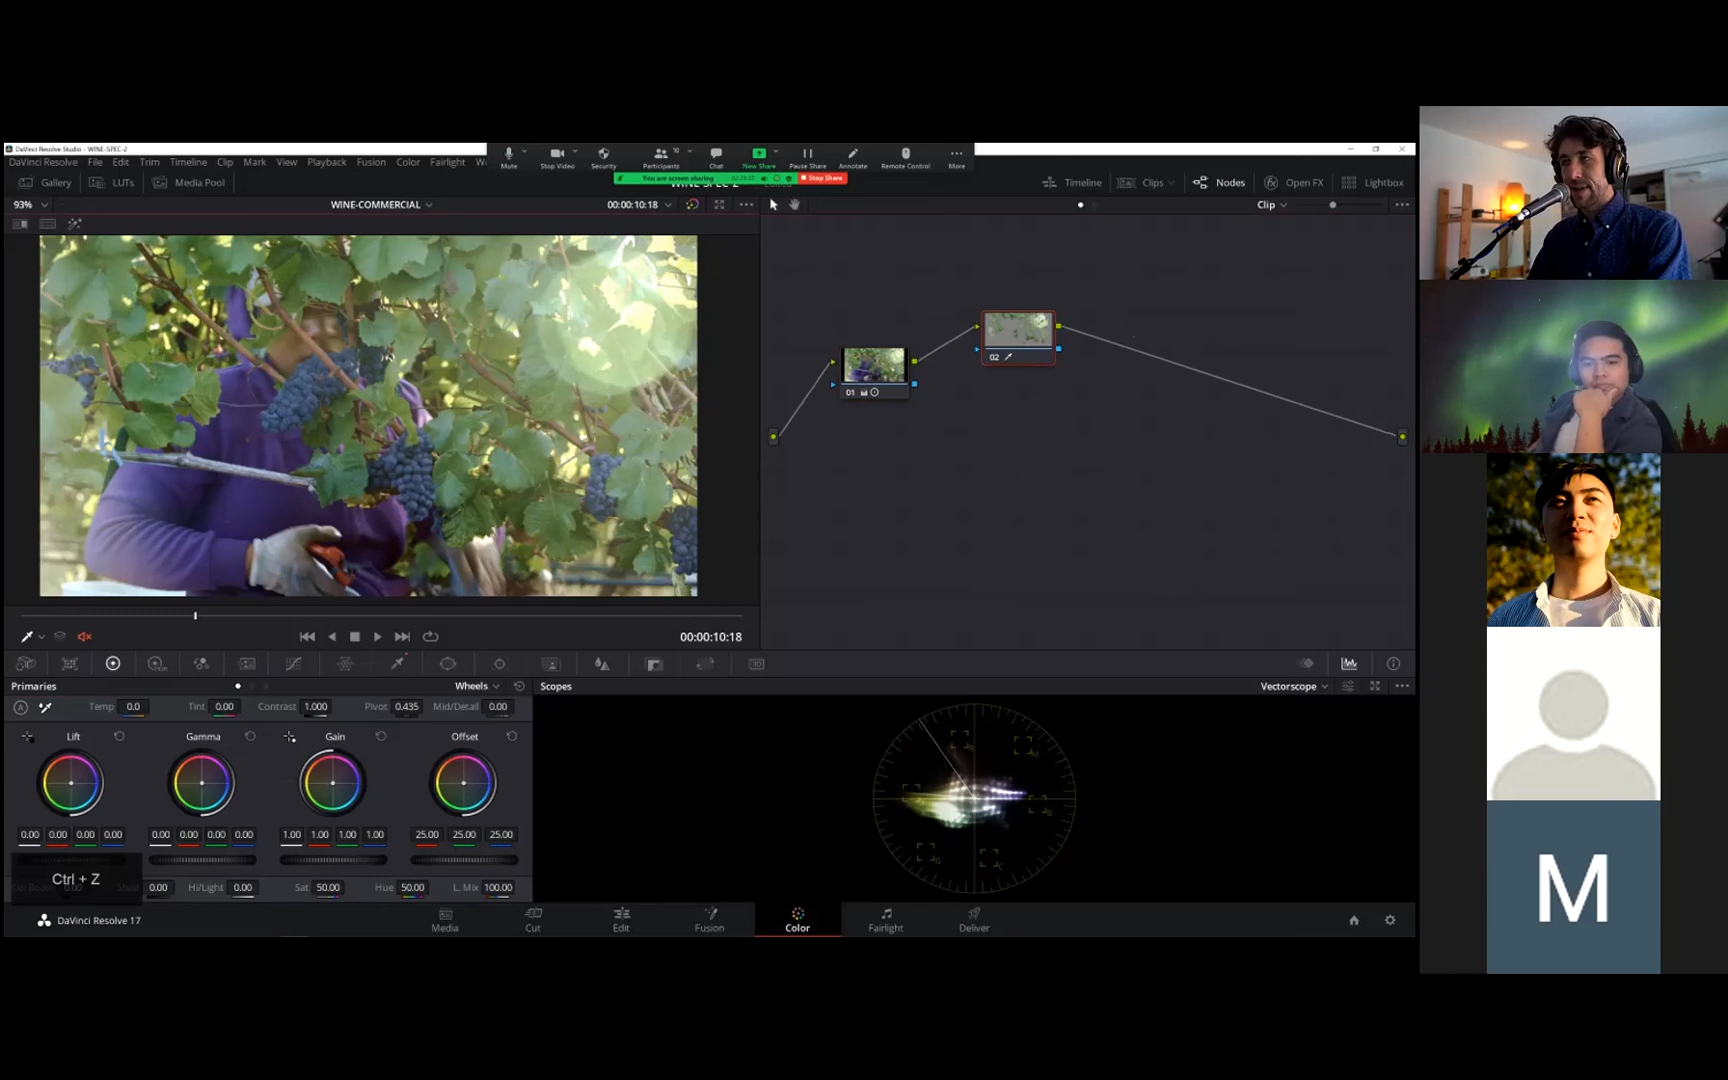 DaVinci Resolve Studio - WINE-SPEC-2
DaVinci Resolve File Edit Trim Timeline Clip Mark View Playback Fusion Color Fairlight
Mute Stop Video Security Participants 10 Chat New Share Pause Share Annotate Remote Control More
You are screen sharing Stop Share
Gallery LUTs Media Pool
Timeline Clips Nodes Open FX Lightbox
93% WINE-COMMERCIAL 00:00:10:18
Clip
01
02
00:00:10:18
Primaries Wheels
Scopes Vectorscope
Temp 0.0 Tint 0.00 Contrast 1.000 Pivot 0.435 Mid/Detail 0.00
Lift Gamma Gain Offset
0.00 0.00 0.00 0.00 0.00 0.00 0.00 0.00 1.00 1.00 1.00 1.00 25.00 25.00 25.00
Ctrl + Z
0.00 Hi/Light 0.00 Sat 50.00 Hue 50.00 L. Mix 100.00
DaVinci Resolve 17
Media Cut Edit Fusion Color Fairlight Deliver
M